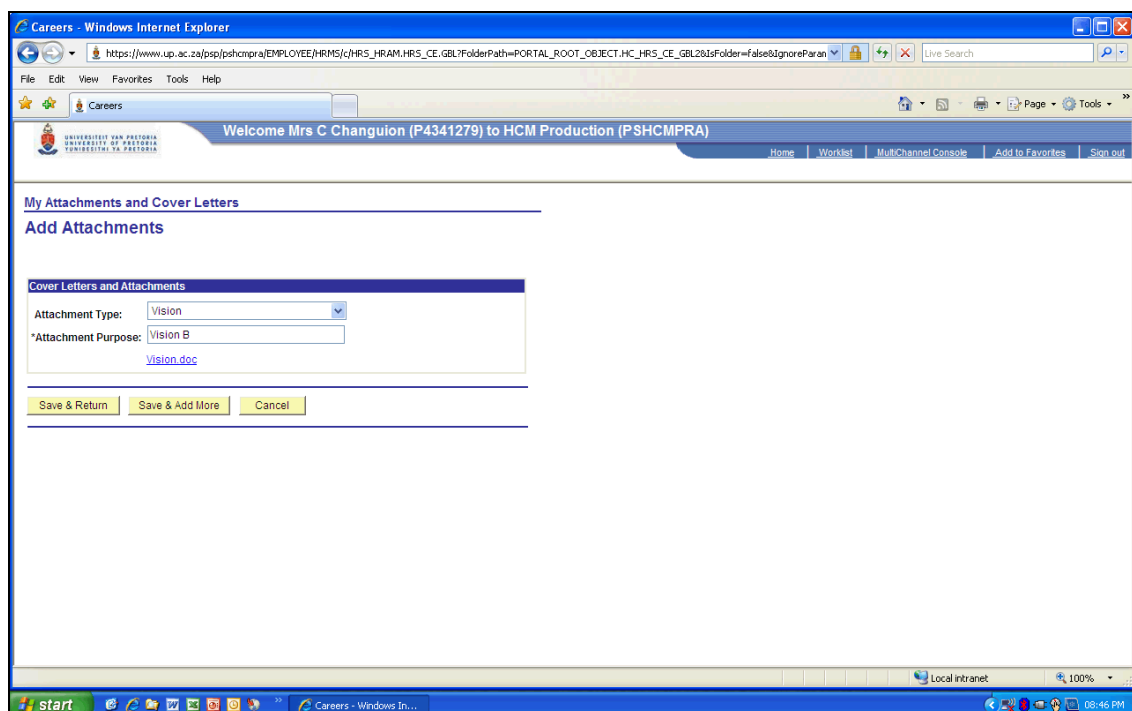 Careers - Windows Internet Explorer
https://www.up.ac.za/psp/pshcmpra/EMPLOYEE/HRMS/c/HRS_HRAM.HRS_CE.GBL?FolderPath=PORTAL_ROOT_OBJECT.HC_HRS_CE_GBL2&IsFolder=false&IgnoreParan
Live Search
File Edit View Favorites Tools Help
Careers
Page Tools
UNIVERSITEIT VAN PRETORIA
UNIVERSITY OF PRETORIA
YUNIBESITHI YA PRETORIA
Welcome Mrs C Changuion (P4341279) to HCM Production (PSHCMPRA)
Home Worklist MultiChannel Console Add to Favorites Sign out
My Attachments and Cover Letters
Add Attachments
Cover Letters and Attachments
Attachment Type: Vision
*Attachment Purpose: Vision B
Vision.doc
Save & Return Save & Add More Cancel
Local intranet 100%
start Careers - Windows In... 08:46 PM